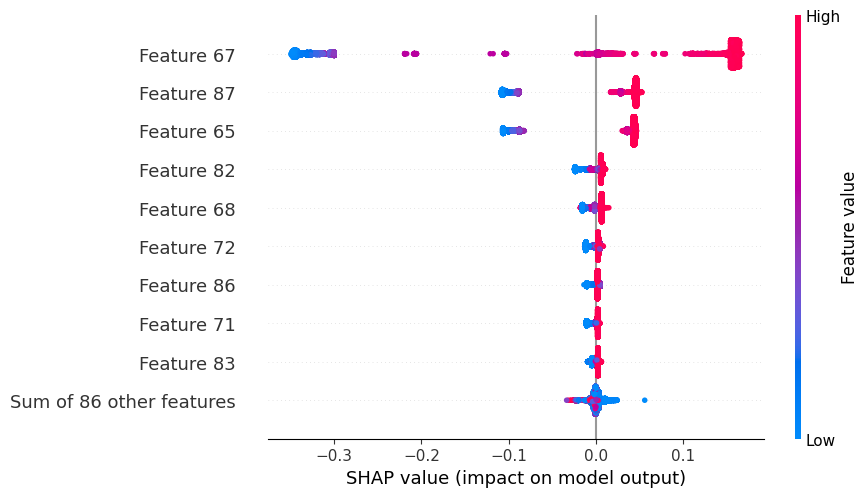 High
Feature 67
Feature 87
Feature 65
Feature 82
Feature 68
Feature 72
Feature 86
Feature 71
Feature 83
Sum of 86 other features
Feature value
Low
−0.3 −0.2 −0.1 0.0 0.1
SHAP value (impact on model output)